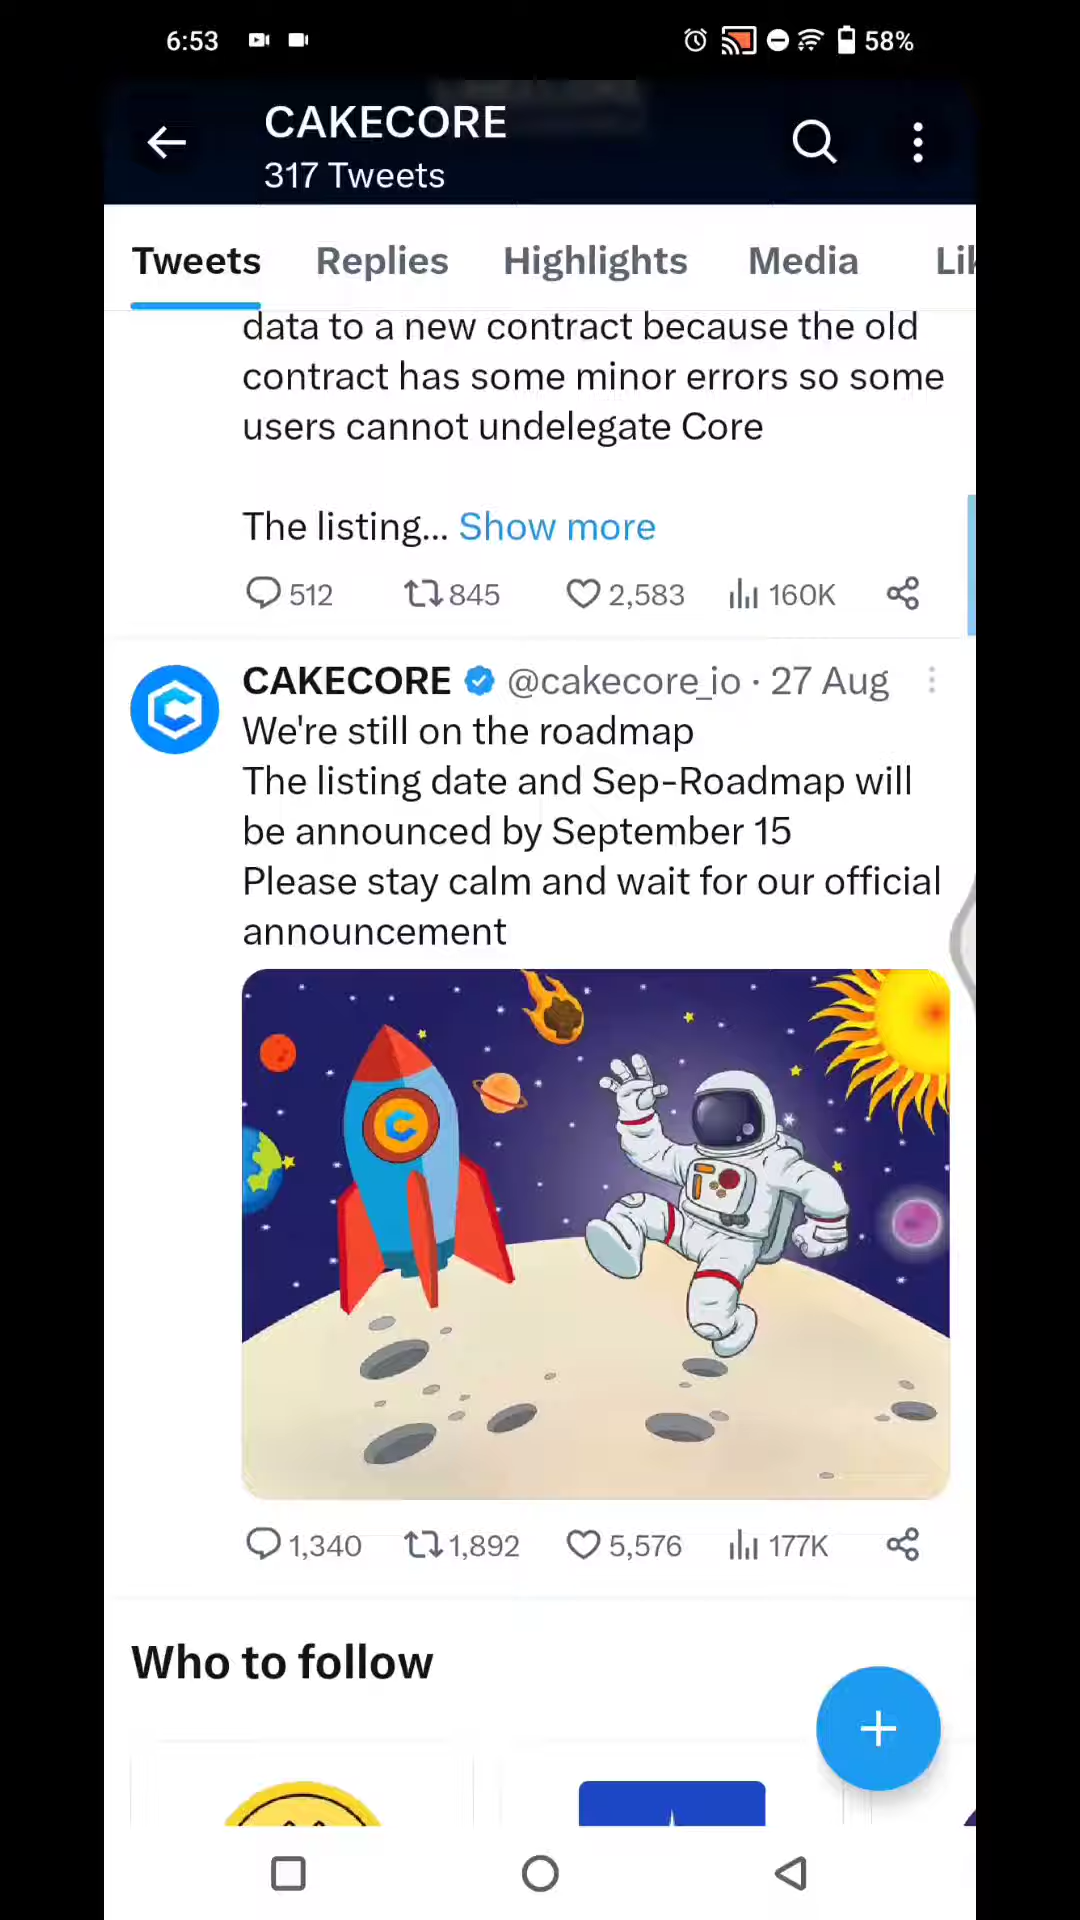 6:53
58%
CAKECORE
317 Tweets
Tweets Replies Highlights Media
data to a new contract because the old
contract has some minor errors so some
users cannot undelegate Core
The listing... Show more
512 845 2,583 160K
CAKECORE @cakecore_io · 27 Aug
We're still on the roadmap
The listing date and Sep-Roadmap will
be announced by September 15
Please stay calm and wait for our official
announcement
1,340 1,892 5,576 177K
Who to follow